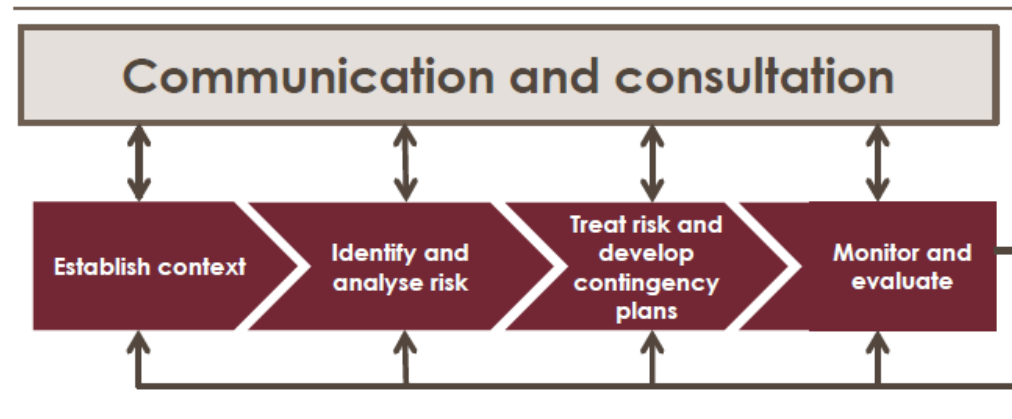 Communication and consultation
Establish context
Identify and
analyse risk
Treat risk and
develop
contingency
plans
Monitor and
evaluate